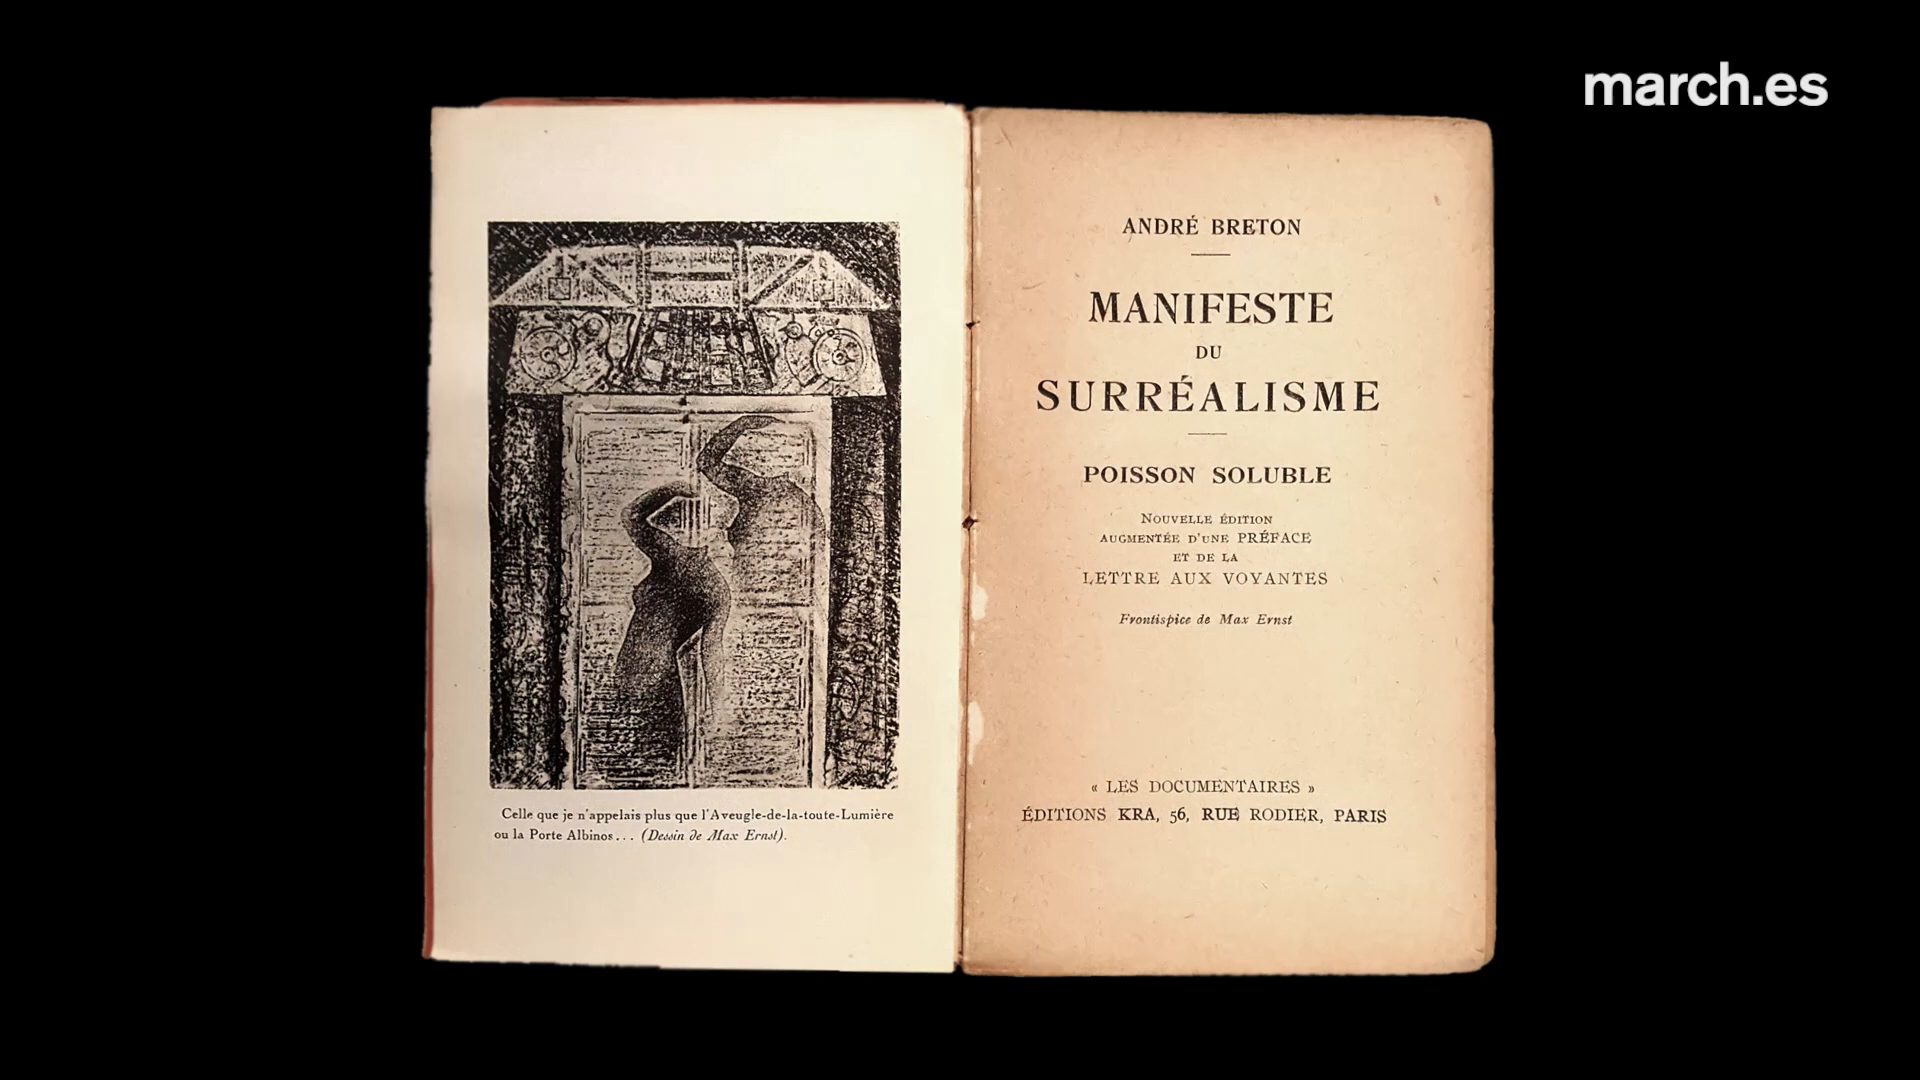 march.es
Celle que je n'appelais plus que l'Aveugle-de-la-toute-Lumière
ou la Porte Albinos... (Dessin de Max Ernst).
ANDRÉ BRETON
MANIFESTE
DU
SURRÉALISME
POISSON SOLUBLE
NOUVELLE ÉDITION
AUGMENTÉE D'UNE PRÉFACE
ET DE LA
LETTRE AUX VOYANTES
Frontispice de Max Ernst
« LES DOCUMENTAIRES »
ÉDITIONS KRA, 56, RUE RODIER, PARIS